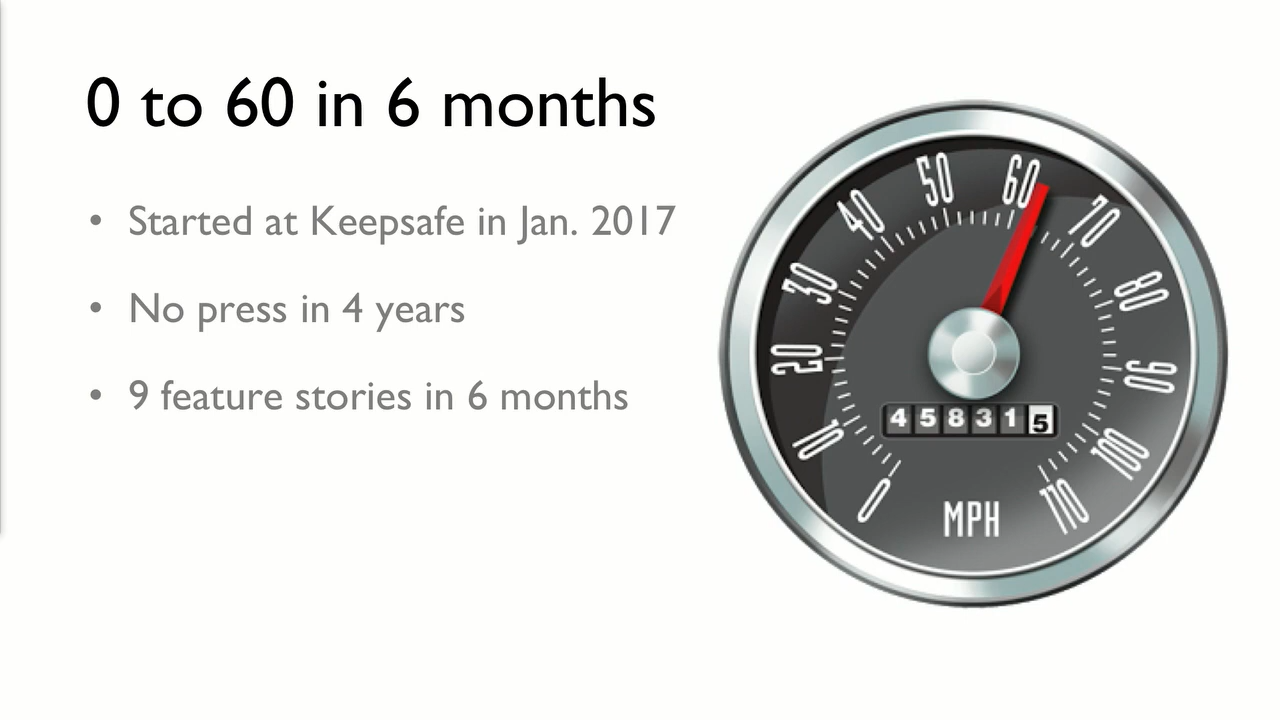 0 to 60 in 6 months
• Started at Keepsafe in Jan. 2017
• No press in 4 years
• 9 feature stories in 6 months
0
10
20
30
40
50
60
70
80
90
100
110
458315
MPH